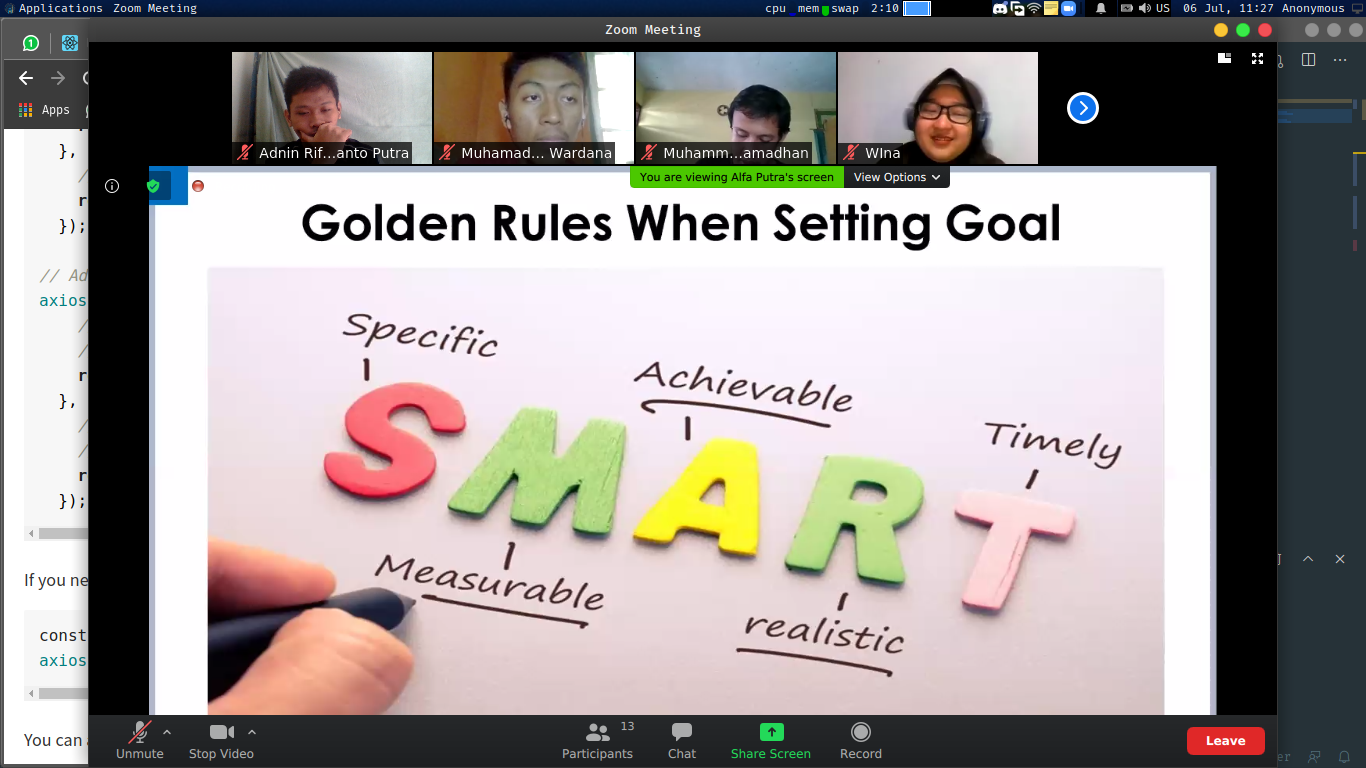 Applications Zoom Meeting
cpu mem swap 2:10 US 06 Jul, 11:27 Anonymous
Zoom Meeting
1
Apps
Adnin Rif...anto Putra
Muhamad... Wardana
Muhamm...amadhan
WIna
You are viewing Alfa Putra's screen View Options
Golden Rules When Setting Goal
Specific
Achievable
Timely
SMART
Measurable
realistic
},
//
r
});
// Ad
axios
//
//
r
},
//
//
r
});
If you ne
const
axios
You can
Unmute
Stop Video
Participants 13
Chat
Share Screen
Record
Leave